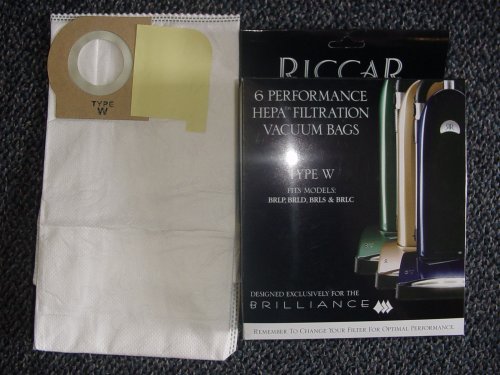 TYPE
W
RICCAR
6 PERFORMANCE
HEPA™ FILTRATION
VACUUM BAGS
TYPE W
FITS MODELS:
BRLP, BRLD, BRLS & BRLC
DESIGNED EXCLUSIVELY FOR THE
BRILLIANCE
REMEMBER TO CHANGE YOUR FILTER FOR OPTIMAL PERFORMANCE.